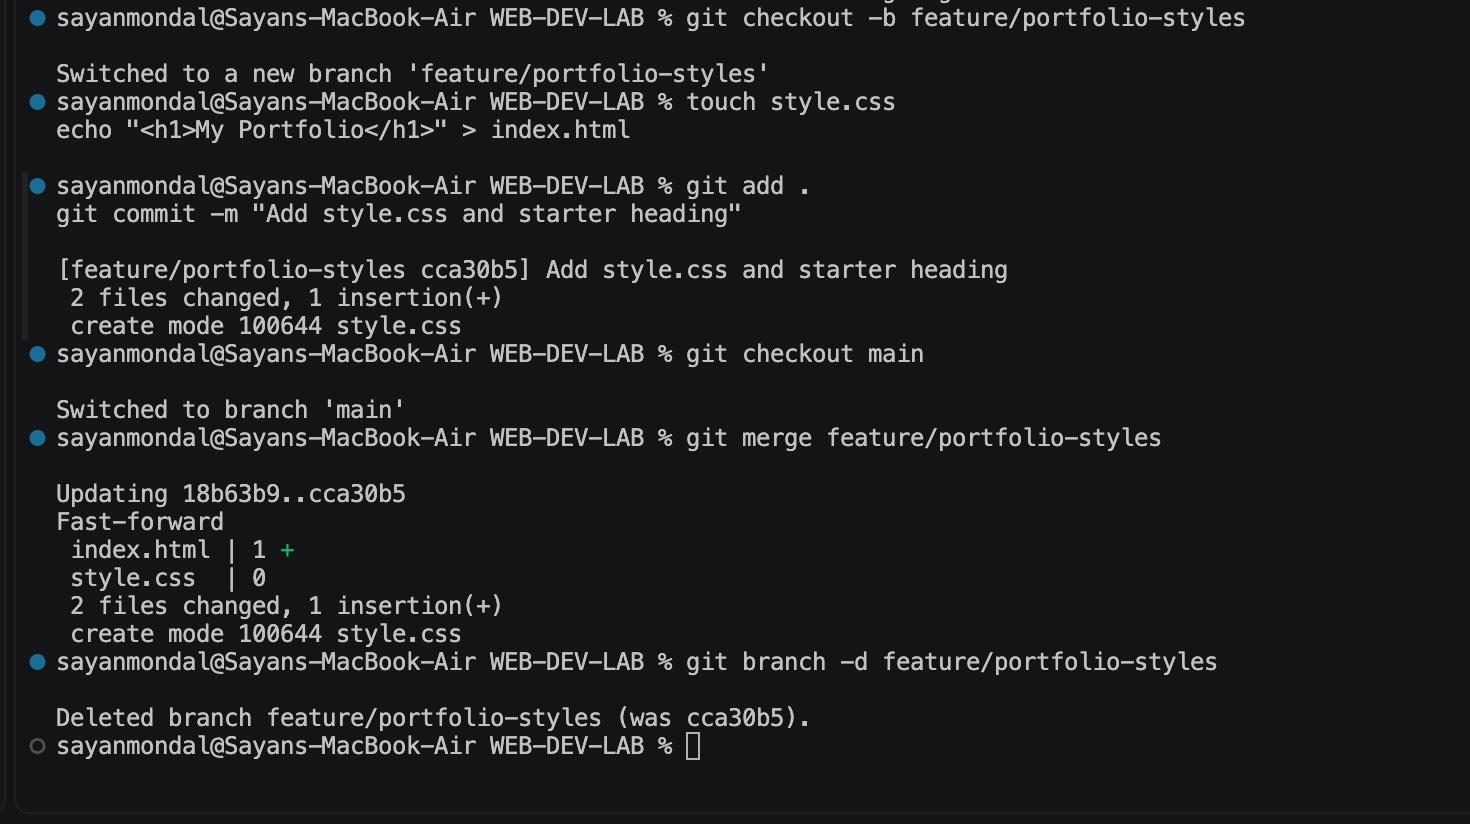 sayanmondal@Sayans-MacBook-Air WEB-DEV-LAB % git checkout -b feature/portfolio-styles
Switched to a new branch 'feature/portfolio-styles'
sayanmondal@Sayans-MacBook-Air WEB-DEV-LAB % touch style.css
echo "<h1>My Portfolio</h1>" > index.html
sayanmondal@Sayans-MacBook-Air WEB-DEV-LAB % git add .
git commit -m "Add style.css and starter heading"
[feature/portfolio-styles cca30b5] Add style.css and starter heading
 2 files changed, 1 insertion(+)
 create mode 100644 style.css
sayanmondal@Sayans-MacBook-Air WEB-DEV-LAB % git checkout main
Switched to branch 'main'
sayanmondal@Sayans-MacBook-Air WEB-DEV-LAB % git merge feature/portfolio-styles
Updating 18b63b9..cca30b5
Fast-forward
 index.html | 1 +
 style.css  | 0
 2 files changed, 1 insertion(+)
 create mode 100644 style.css
sayanmondal@Sayans-MacBook-Air WEB-DEV-LAB % git branch -d feature/portfolio-styles
Deleted branch feature/portfolio-styles (was cca30b5).
sayanmondal@Sayans-MacBook-Air WEB-DEV-LAB %